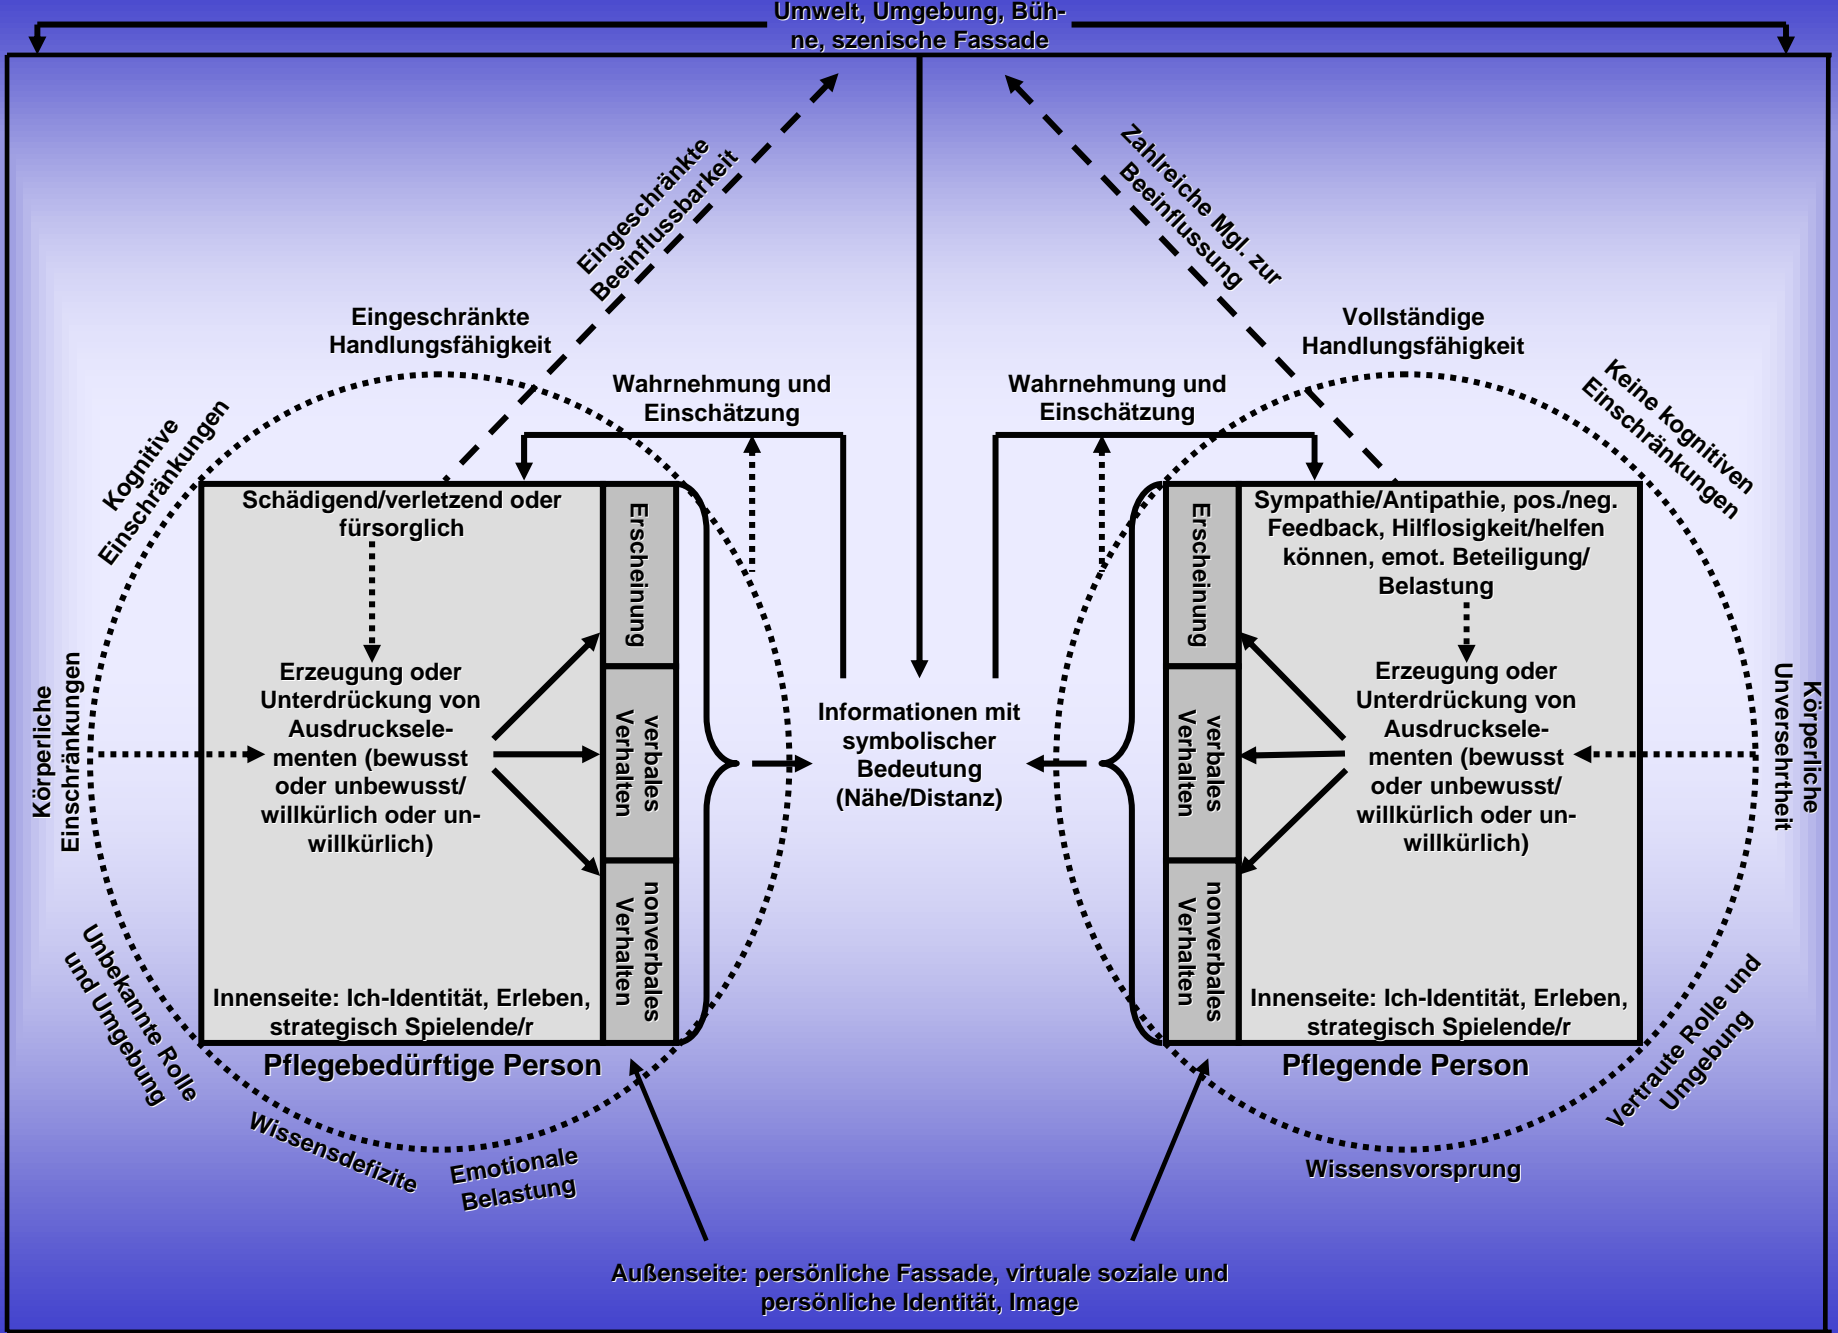 Umwelt, Umgebung, Büh-
ne, szenische Fassade
Eingeschränkte
Beeinflussbarkeit
Zahlreiche Mgl. zur
Beeinflussung
Eingeschränkte
Handlungsfähigkeit
Vollständige
Handlungsfähigkeit
Wahrnehmung und
Einschätzung
Wahrnehmung und
Einschätzung
Kognitive
Einschränkungen
Keine kognitiven
Einschränkungen
Schädigend/verletzend oder
fürsorglich
Erscheinung
Erscheinung
Sympathie/Antipathie, pos./neg.
Feedback, Hilflosigkeit/helfen
können, emot. Beteiligung/
Belastung
Körperliche
Einschränkungen
Erzeugung oder
Unterdrückung von
Ausdrucksele-
menten (bewusst
oder unbewusst/
willkürlich oder un-
willkürlich)
verbales
Verhalten
Informationen mit
symbolischer
Bedeutung
(Nähe/Distanz)
verbales
Verhalten
Erzeugung oder
Unterdrückung von
Ausdrucksele-
menten (bewusst
oder unbewusst/
willkürlich oder un-
willkürlich)
Körperliche
Unversehrtheit
nonverbales
Verhalten
nonverbales
Verhalten
Unbekannte Rolle
und Umgebung
Innenseite: Ich-Identität, Erleben,
strategisch Spielende/r
Innenseite: Ich-Identität, Erleben,
strategisch Spielende/r
Vertraute Rolle und
Umgebung
Pflegebedürftige Person
Pflegende Person
Wissensdefizite
Emotionale
Belastung
Wissensvorsprung
Außenseite: persönliche Fassade, virtuale soziale und
persönliche Identität, Image